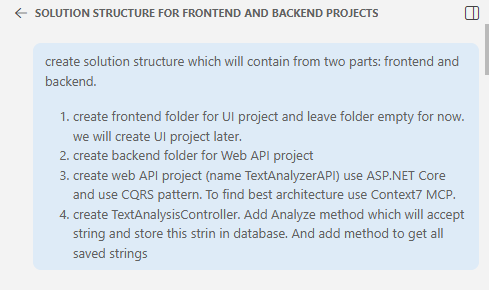 SOLUTION STRUCTURE FOR FRONTEND AND BACKEND PROJECTS
create solution structure which will contain from two parts: frontend and
backend.
1. create frontend folder for UI project and leave folder empty for now.
we will create UI project later.
2. create backend folder for Web API project
3. create web API project (name TextAnalyzerAPI) use ASP.NET Core
and use CQRS pattern. To find best architecture use Context7 MCP.
4. create TextAnalysisController. Add Analyze method which will accept
string and store this strin in database. And add method to get all
saved strings